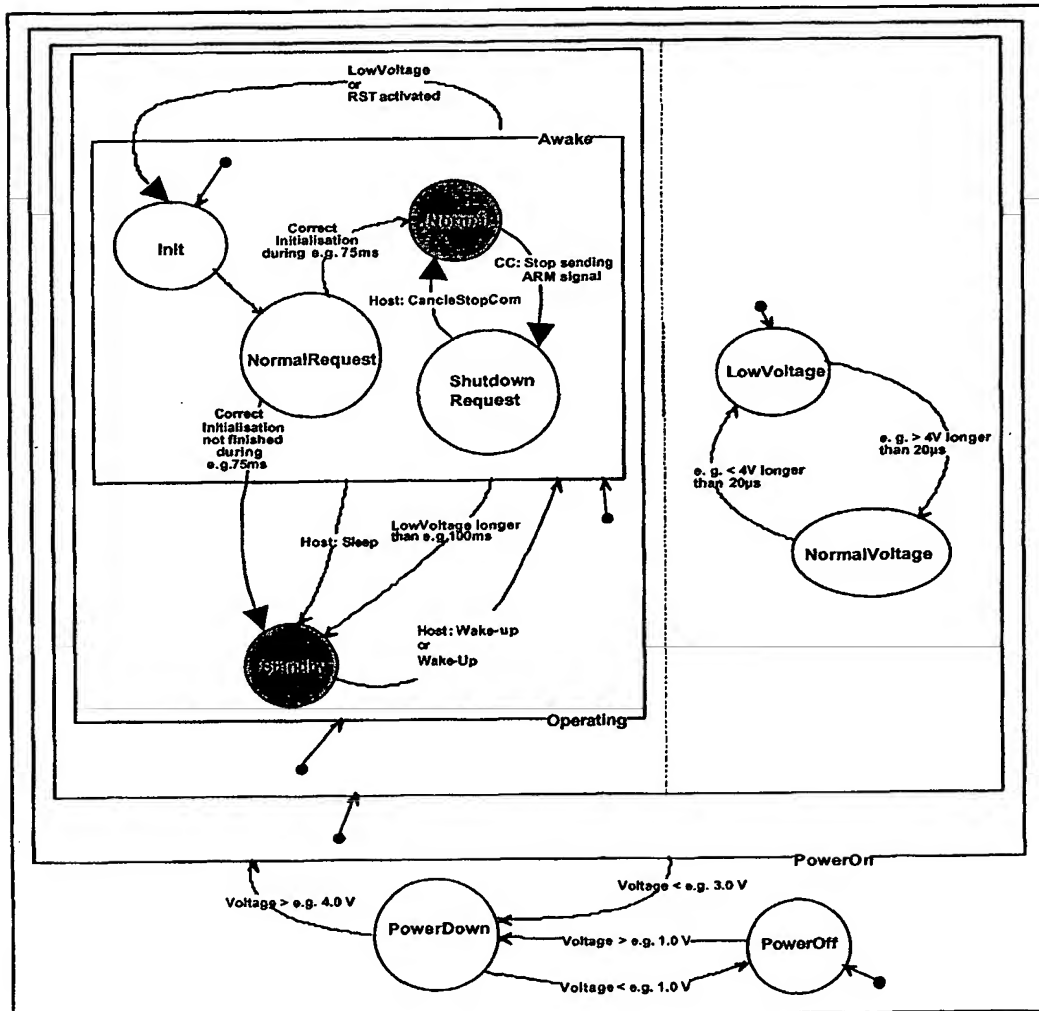 LowVoltage
or
RST activated
Awake
Normal
Init
Correct
Initialisation
during e.g. 75ms
CC: Stop sending
ARM signal
Host: CancleStopCom
NormalRequest
Shutdown
Request
LowVoltage
Correct
Initialisation
not finished
during
e.g.75ms
e. g. > 4V longer
than 20µs
e. g. < 4V longer
than 20µs
Host: Sleep
LowVoltage longer
than e.g.100ms
NormalVoltage
Host: Wake-up
or
Wake-Up
Standby
Operating
PowerOn
Voltage > e.g. 4.0 V
Voltage < e.g. 3.0 V
PowerDown
Voltage > e.g. 1.0 V
PowerOff
Voltage < e.g. 1.0 V